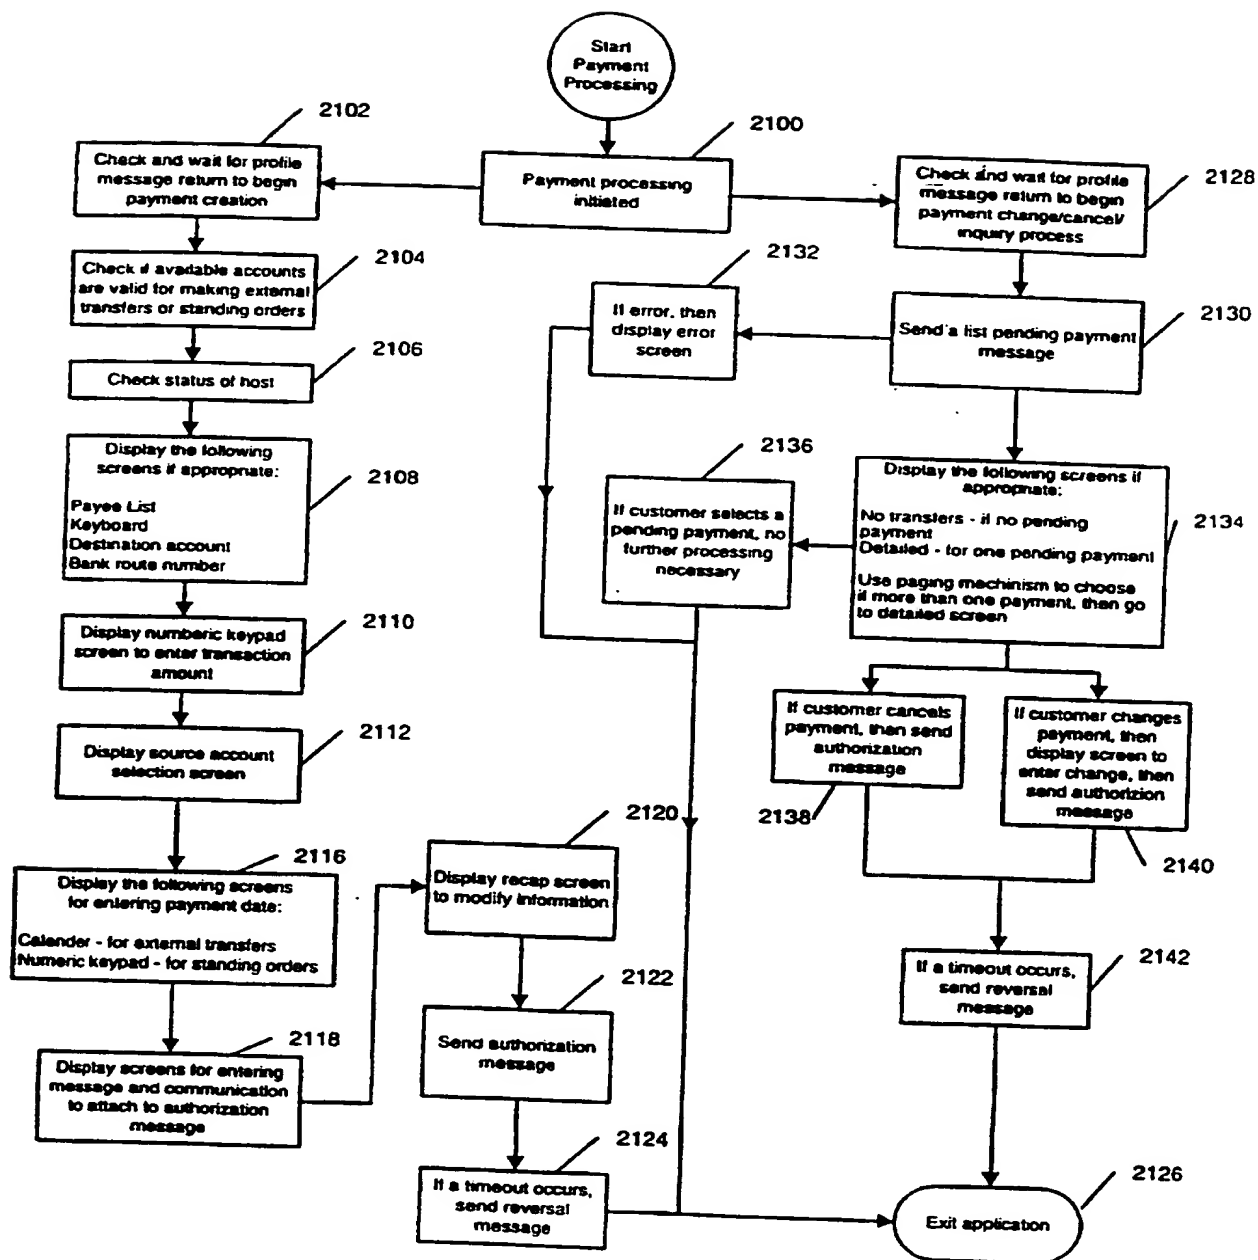 Start
Payment
Processing
2100
Payment processing
initiated
2102
Check and wait for profile
message return to begin
payment creation
2104
Check if available accounts
are valid for making external
transfers or standing orders
2106
Check status of host
2108
Display the following
screens if appropriate:
Payee List
Keyboard
Destination account
Bank route number
2110
Display numberic keypad
screen to enter transaction
amount
2112
Display source account
selection screen
2116
Display the following screens
for entering payment date:
Calender - for external transfers
Numeric keypad - for standing orders
2118
Display screens for entering
message and communication
to attach to authorization
message
2120
Display recap screen
to modify information
2122
Send authorization
message
2124
If a timeout occurs,
send reversal
message
2128
Check and wait for profile
message return to begin
payment change/cancel/
inquiry process
2130
Send a list pending payment
message
2132
If error, then
display error
screen
2134
Display the following screens if
appropriate:
No transfers - if no pending
payment
Detailed - for one pending payment
Use paging mechinism to choose
if more than one payment, then go
to detailed screen
2136
If customer selects a
pending payment, no
further processing
necessary
2138
If customer cancels
payment, then send
authorization
message
2140
If customer changes
payment, then
display screen to
enter change, then
send authorizion
message
2142
If a timeout occurs,
send reversal
message
2126
Exit application